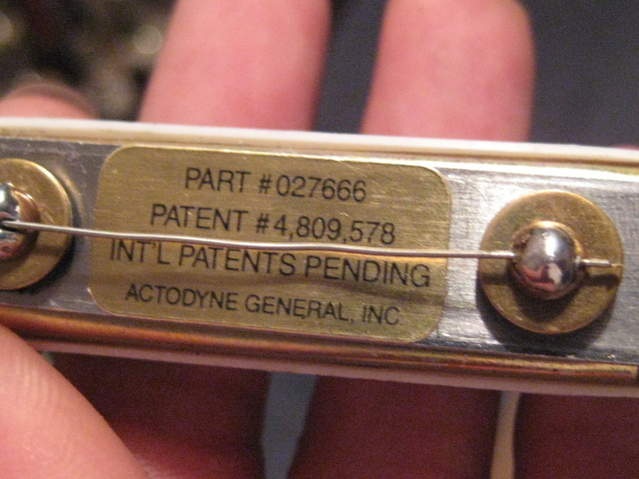 PART #027666
PATENT #4,809,578
INT'L PATENTS PENDING
ACTODYNE GENERAL, INC